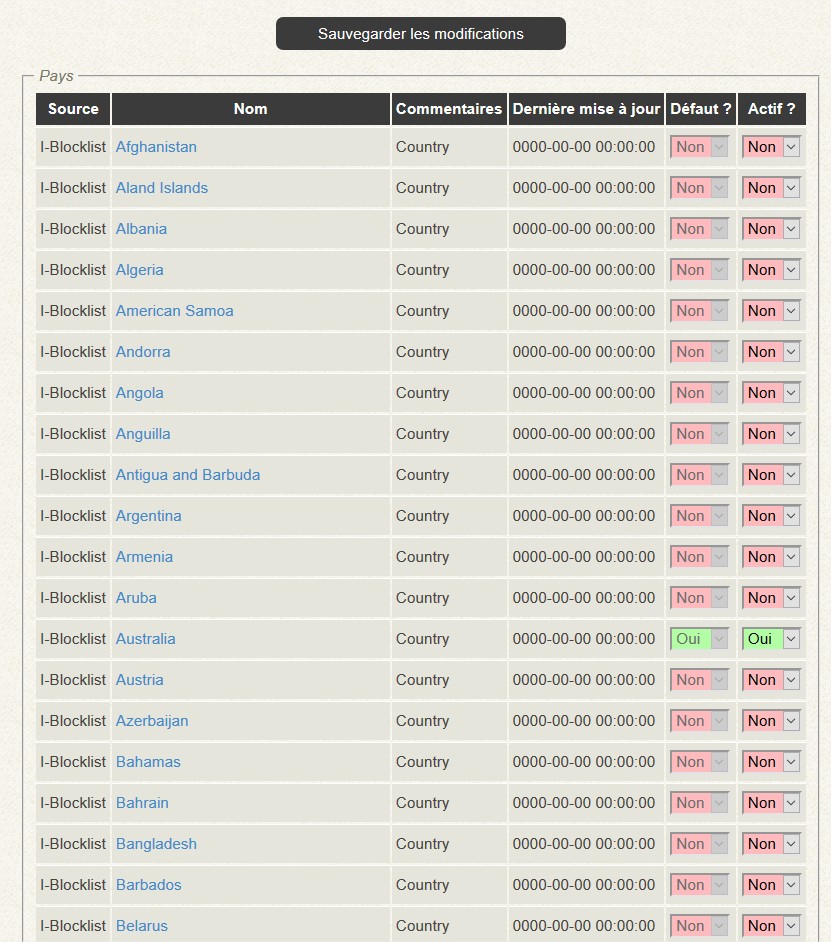 Sauvegarder les modifications
Pays
Source Nom Commentaires Dernière mise à jour Défaut ? Actif ?
I-Blocklist Afghanistan Country 0000-00-00 00:00:00 Non Non
I-Blocklist Aland Islands Country 0000-00-00 00:00:00 Non Non
I-Blocklist Albania Country 0000-00-00 00:00:00 Non Non
I-Blocklist Algeria Country 0000-00-00 00:00:00 Non Non
I-Blocklist American Samoa Country 0000-00-00 00:00:00 Non Non
I-Blocklist Andorra Country 0000-00-00 00:00:00 Non Non
I-Blocklist Angola Country 0000-00-00 00:00:00 Non Non
I-Blocklist Anguilla Country 0000-00-00 00:00:00 Non Non
I-Blocklist Antigua and Barbuda Country 0000-00-00 00:00:00 Non Non
I-Blocklist Argentina Country 0000-00-00 00:00:00 Non Non
I-Blocklist Armenia Country 0000-00-00 00:00:00 Non Non
I-Blocklist Aruba Country 0000-00-00 00:00:00 Non Non
I-Blocklist Australia Country 0000-00-00 00:00:00 Oui Oui
I-Blocklist Austria Country 0000-00-00 00:00:00 Non Non
I-Blocklist Azerbaijan Country 0000-00-00 00:00:00 Non Non
I-Blocklist Bahamas Country 0000-00-00 00:00:00 Non Non
I-Blocklist Bahrain Country 0000-00-00 00:00:00 Non Non
I-Blocklist Bangladesh Country 0000-00-00 00:00:00 Non Non
I-Blocklist Barbados Country 0000-00-00 00:00:00 Non Non
I-Blocklist Belarus Country 0000-00-00 00:00:00 Non Non